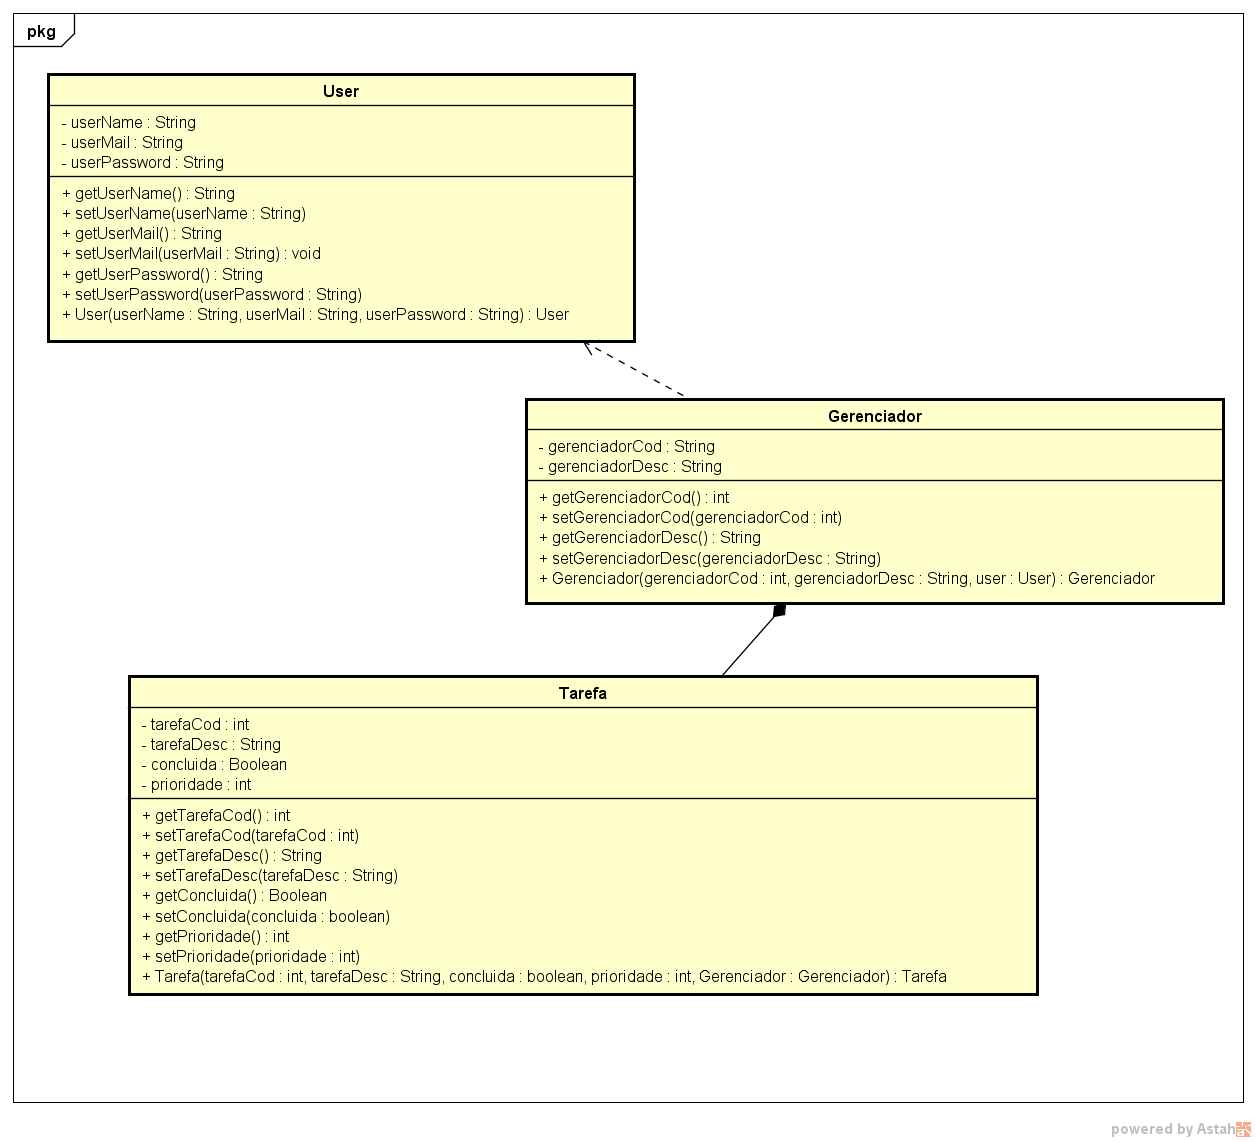 pkg
User
- userName : String
- userMail : String
- userPassword : String
+ getUserName() : String
+ setUserName(userName : String)
+ getUserMail() : String
+ setUserMail(userMail : String) : void
+ getUserPassword() : String
+ setUserPassword(userPassword : String)
+ User(userName : String, userMail : String, userPassword : String) : User
Gerenciador
- gerenciadorCod : String
- gerenciadorDesc : String
+ getGerenciadorCod() : int
+ setGerenciadorCod(gerenciadorCod : int)
+ getGerenciadorDesc() : String
+ setGerenciadorDesc(gerenciadorDesc : String)
+ Gerenciador(gerenciadorCod : int, gerenciadorDesc : String, user : User) : Gerenciador
Tarefa
- tarefaCod : int
- tarefaDesc : String
- concluida : Boolean
- prioridade : int
+ getTarefaCod() : int
+ setTarefaCod(tarefaCod : int)
+ getTarefaDesc() : String
+ setTarefaDesc(tarefaDesc : String)
+ getConcluida() : Boolean
+ setConcluida(concluida : boolean)
+ getPrioridade() : int
+ setPrioridade(prioridade : int)
+ Tarefa(tarefaCod : int, tarefaDesc : String, concluida : boolean, prioridade : int, Gerenciador : Gerenciador) : Tarefa
powered by Astah